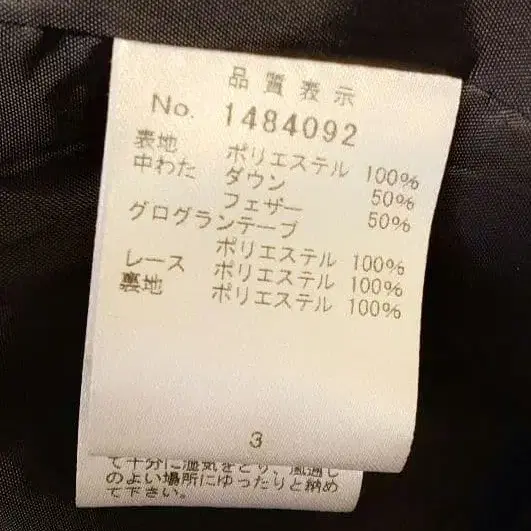 品質表示
No. 1484092
表地 ポリエステル 100%
中わた ダウン 50%
フェザー 50%
グログランテープ
ポリエステル 100%
レース ポリエステル 100%
裏地 ポリエステル 100%
3
て十分に湿気をとり、風通し
のよい場所にゆったりと納め
て下さい。